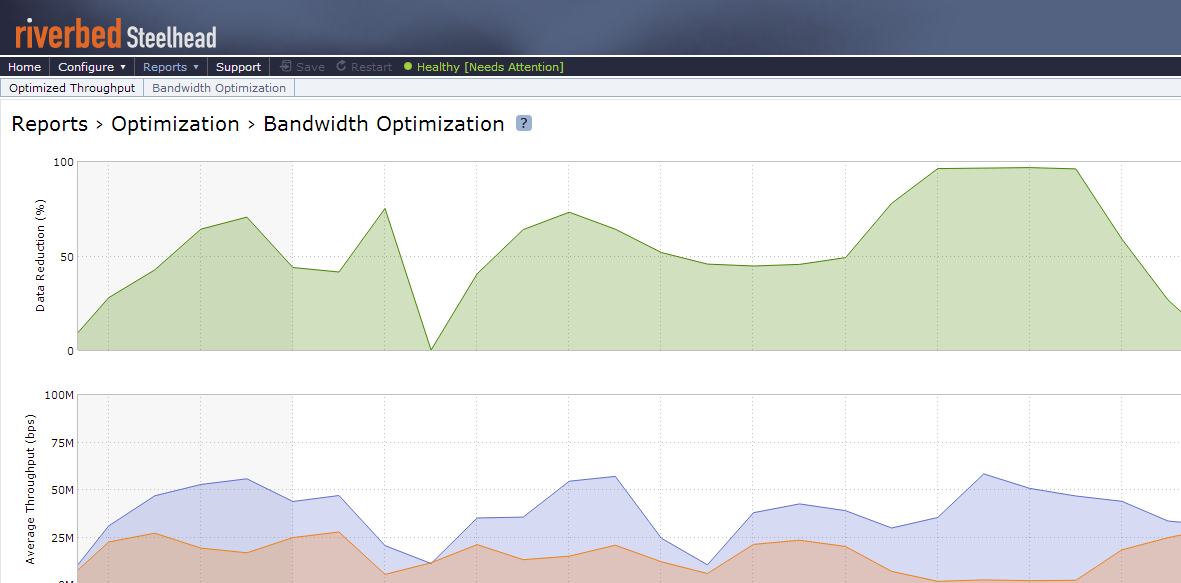 riverbed Steelhead
Home Configure ▾ Reports ▾ Support Save Restart Healthy [Needs Attention]
Optimized Throughput Bandwidth Optimization
Reports › Optimization › Bandwidth Optimization ?
100
50
0
Data Reduction (%)
100M
75M
50M
25M
0M
Average Throughput (bps)